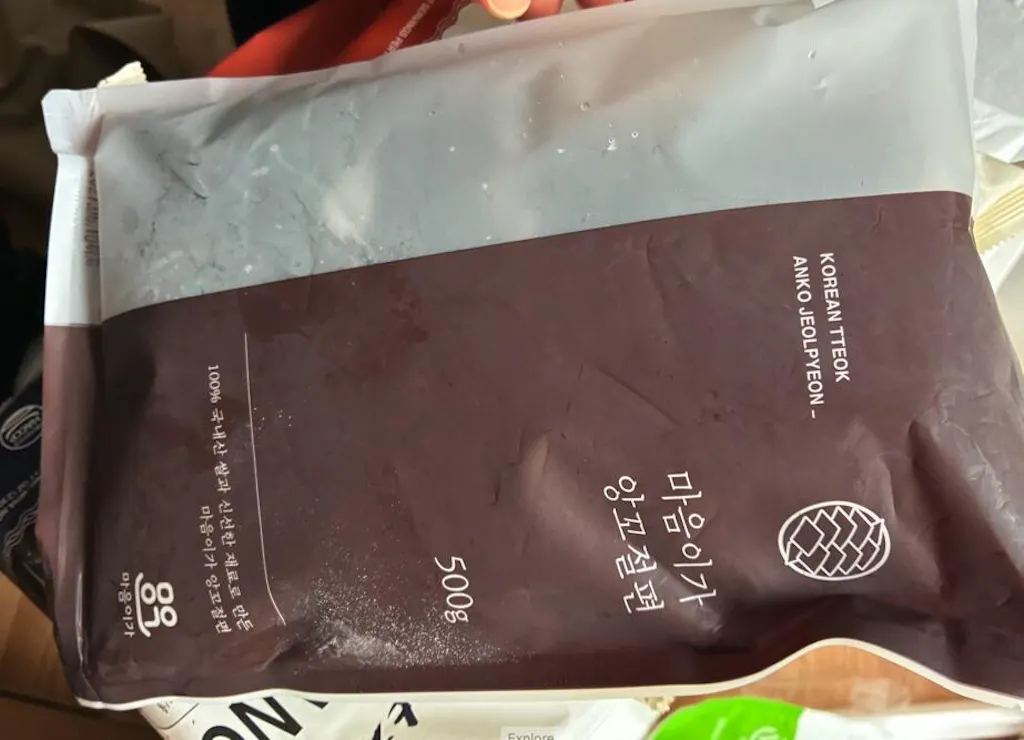 KOREAN TTEOK
ANKO JEOLPYEON -
마음이가
앙꼬절편
500g
100% 국내산 쌀과 신선한 재료로 만든
마음이가 앙꼬절편
마음이가
Explore